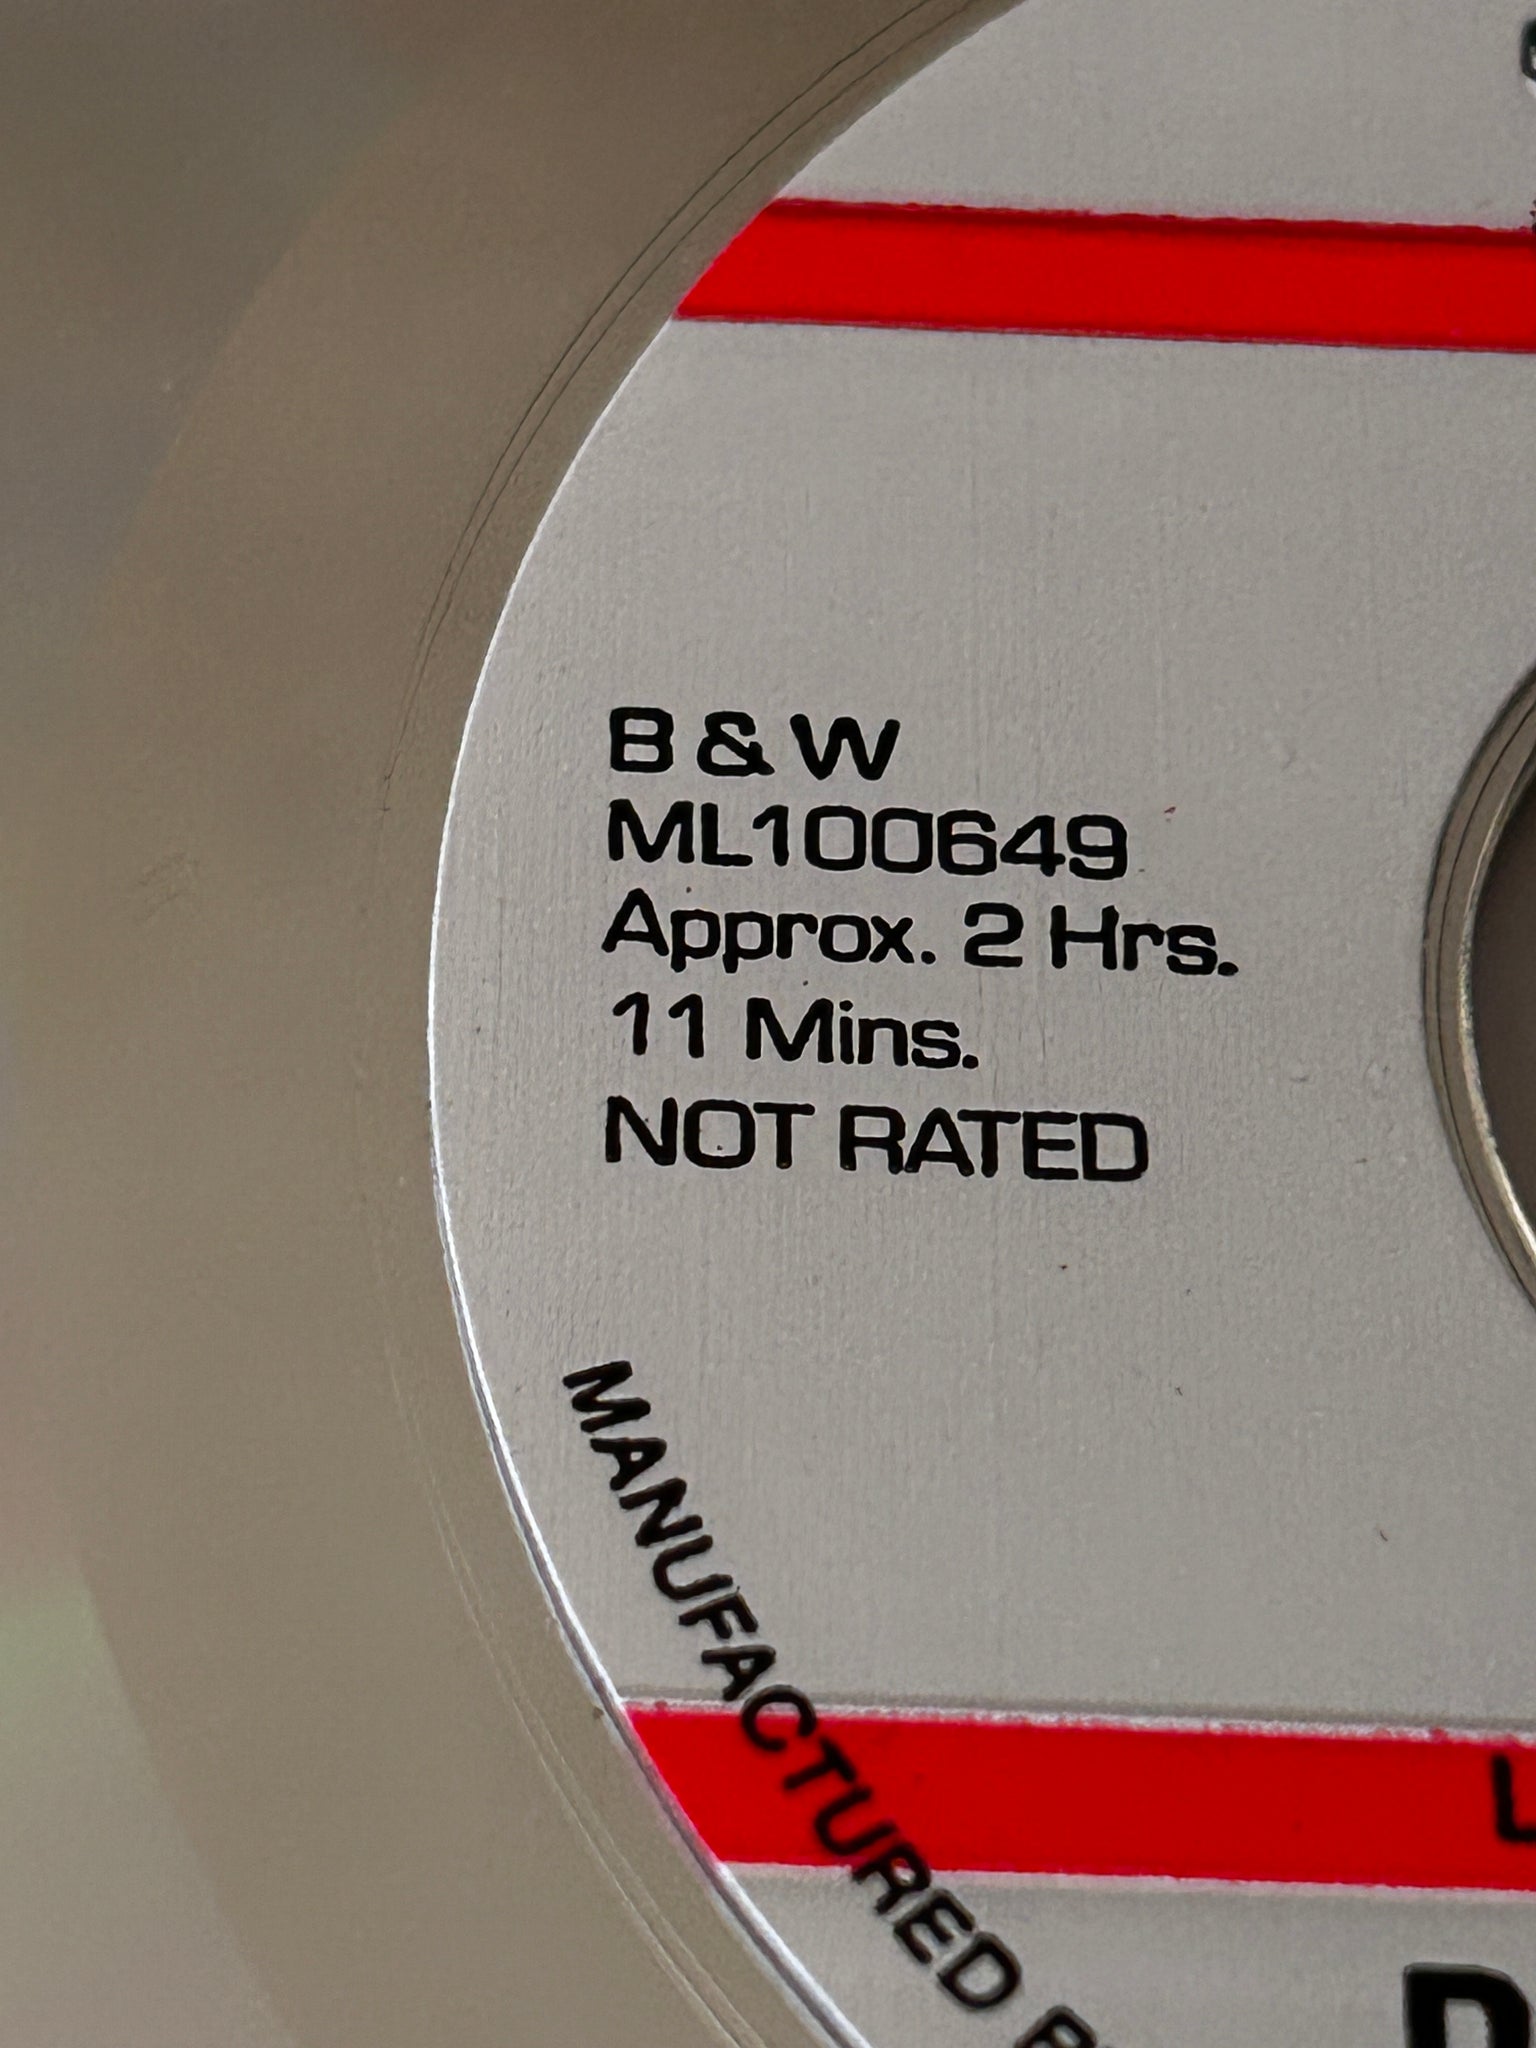 B & W
ML100649
Approx. 2 Hrs.
11 Mins.
NOT RATED
MANUFACTURED